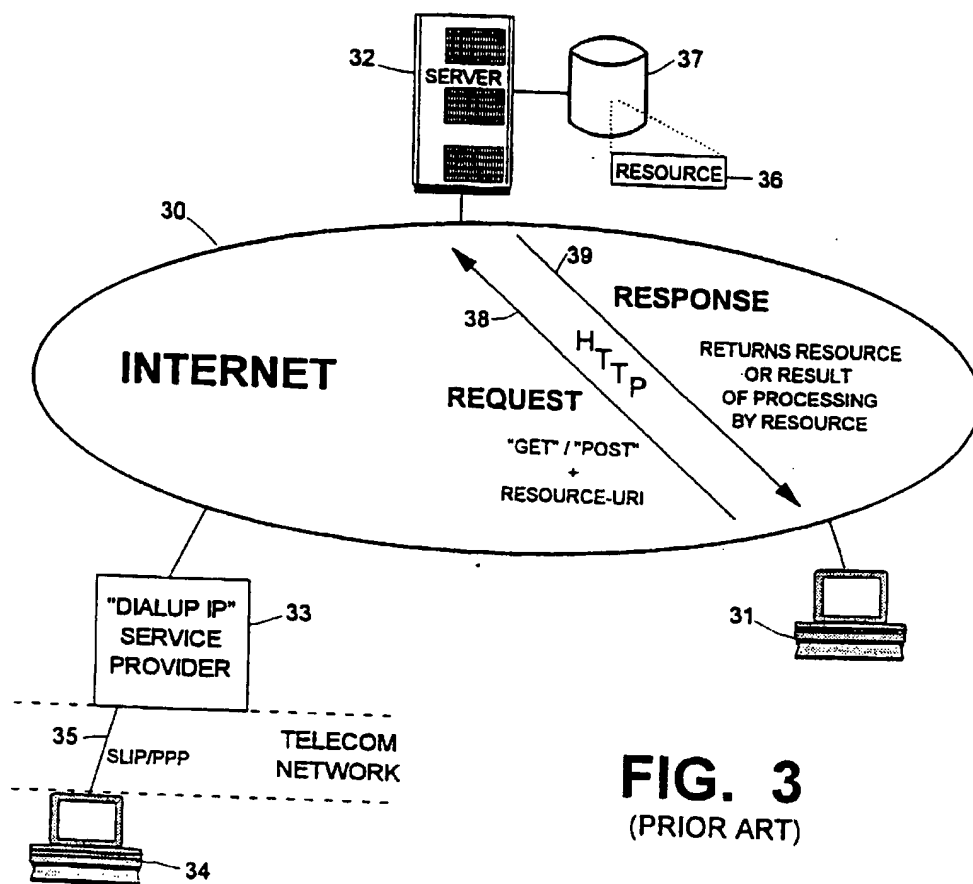 32
SERVER
37
RESOURCE
36
30
39
RESPONSE
38
HTTP
INTERNET
RETURNS RESOURCE
OR RESULT
OF PROCESSING
BY RESOURCE
REQUEST
"GET" / "POST"
+
RESOURCE-URI
"DIALUP IP"
SERVICE
PROVIDER
33
31
35
SLIP/PPP
TELECOM
NETWORK
34
FIG. 3
(PRIOR ART)